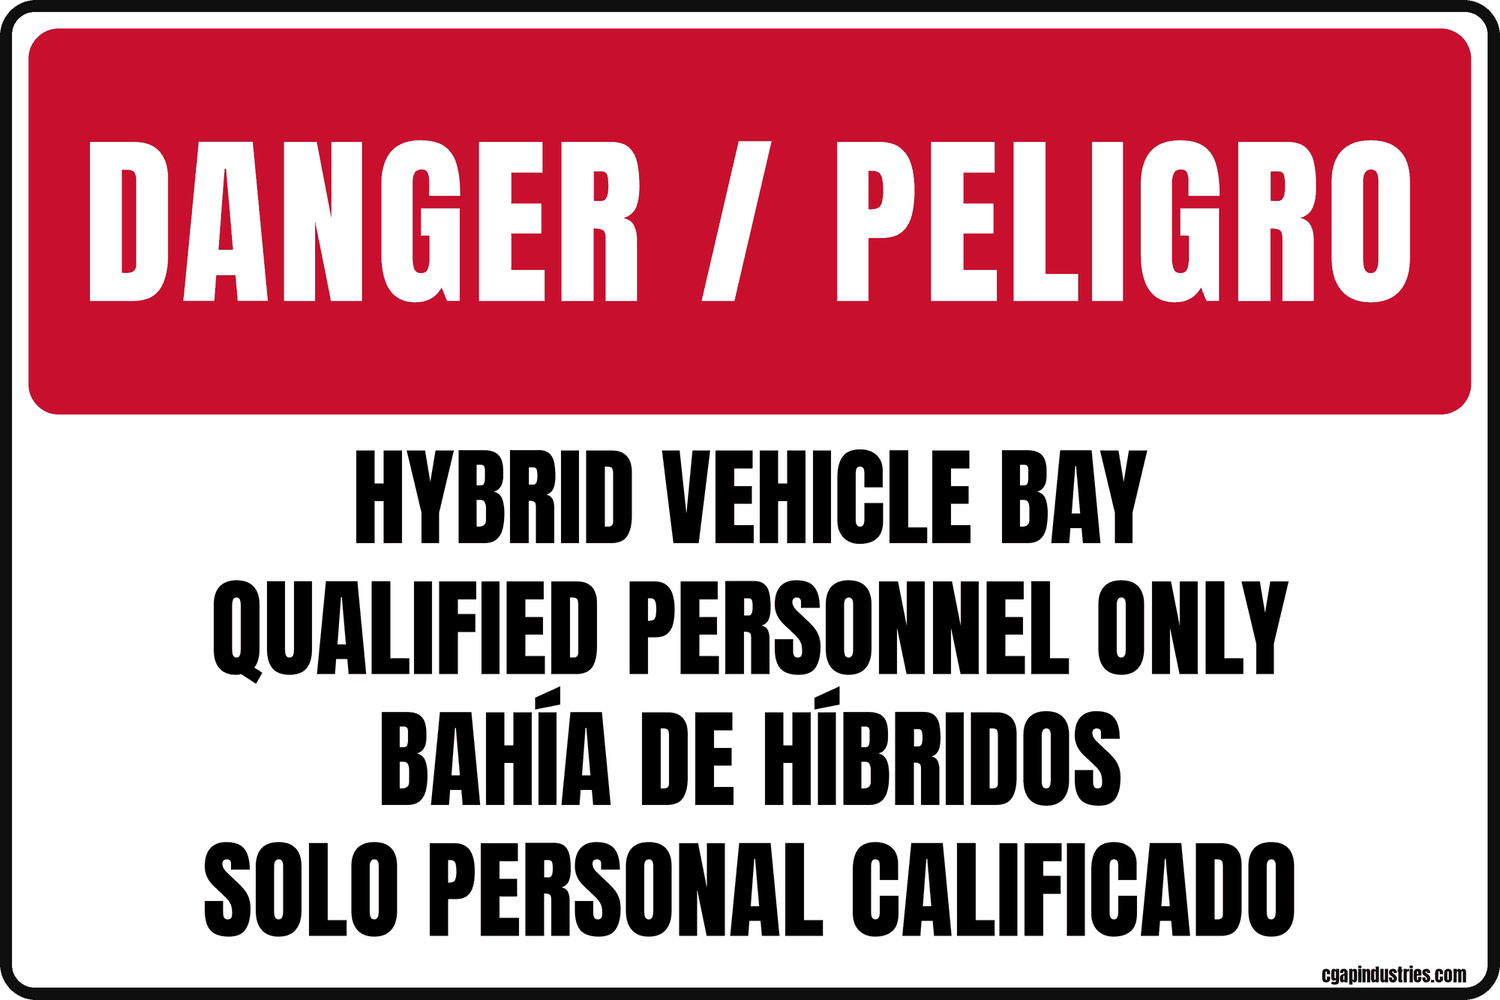 DANGER / PELIGRO
HYBRID VEHICLE BAY
QUALIFIED PERSONNEL ONLY
BAHÍA DE HÍBRIDOS
SOLO PERSONAL CALIFICADO
cgapindustries.com